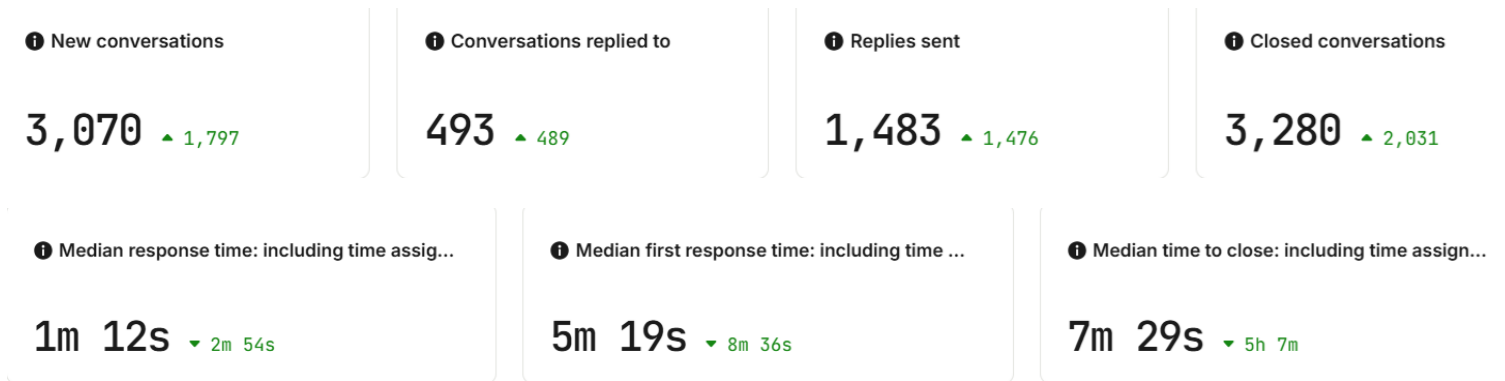 New conversations
Conversations replied to
Replies sent
Closed conversations
3,070 ▲ 1,797
493 ▲ 489
1,483 ▲ 1,476
3,280 ▲ 2,031
Median response time: including time assig...
Median first response time: including time ...
Median time to close: including time assign...
1m 12s ▼ 2m 54s
5m 19s ▼ 8m 36s
7m 29s ▼ 5h 7m